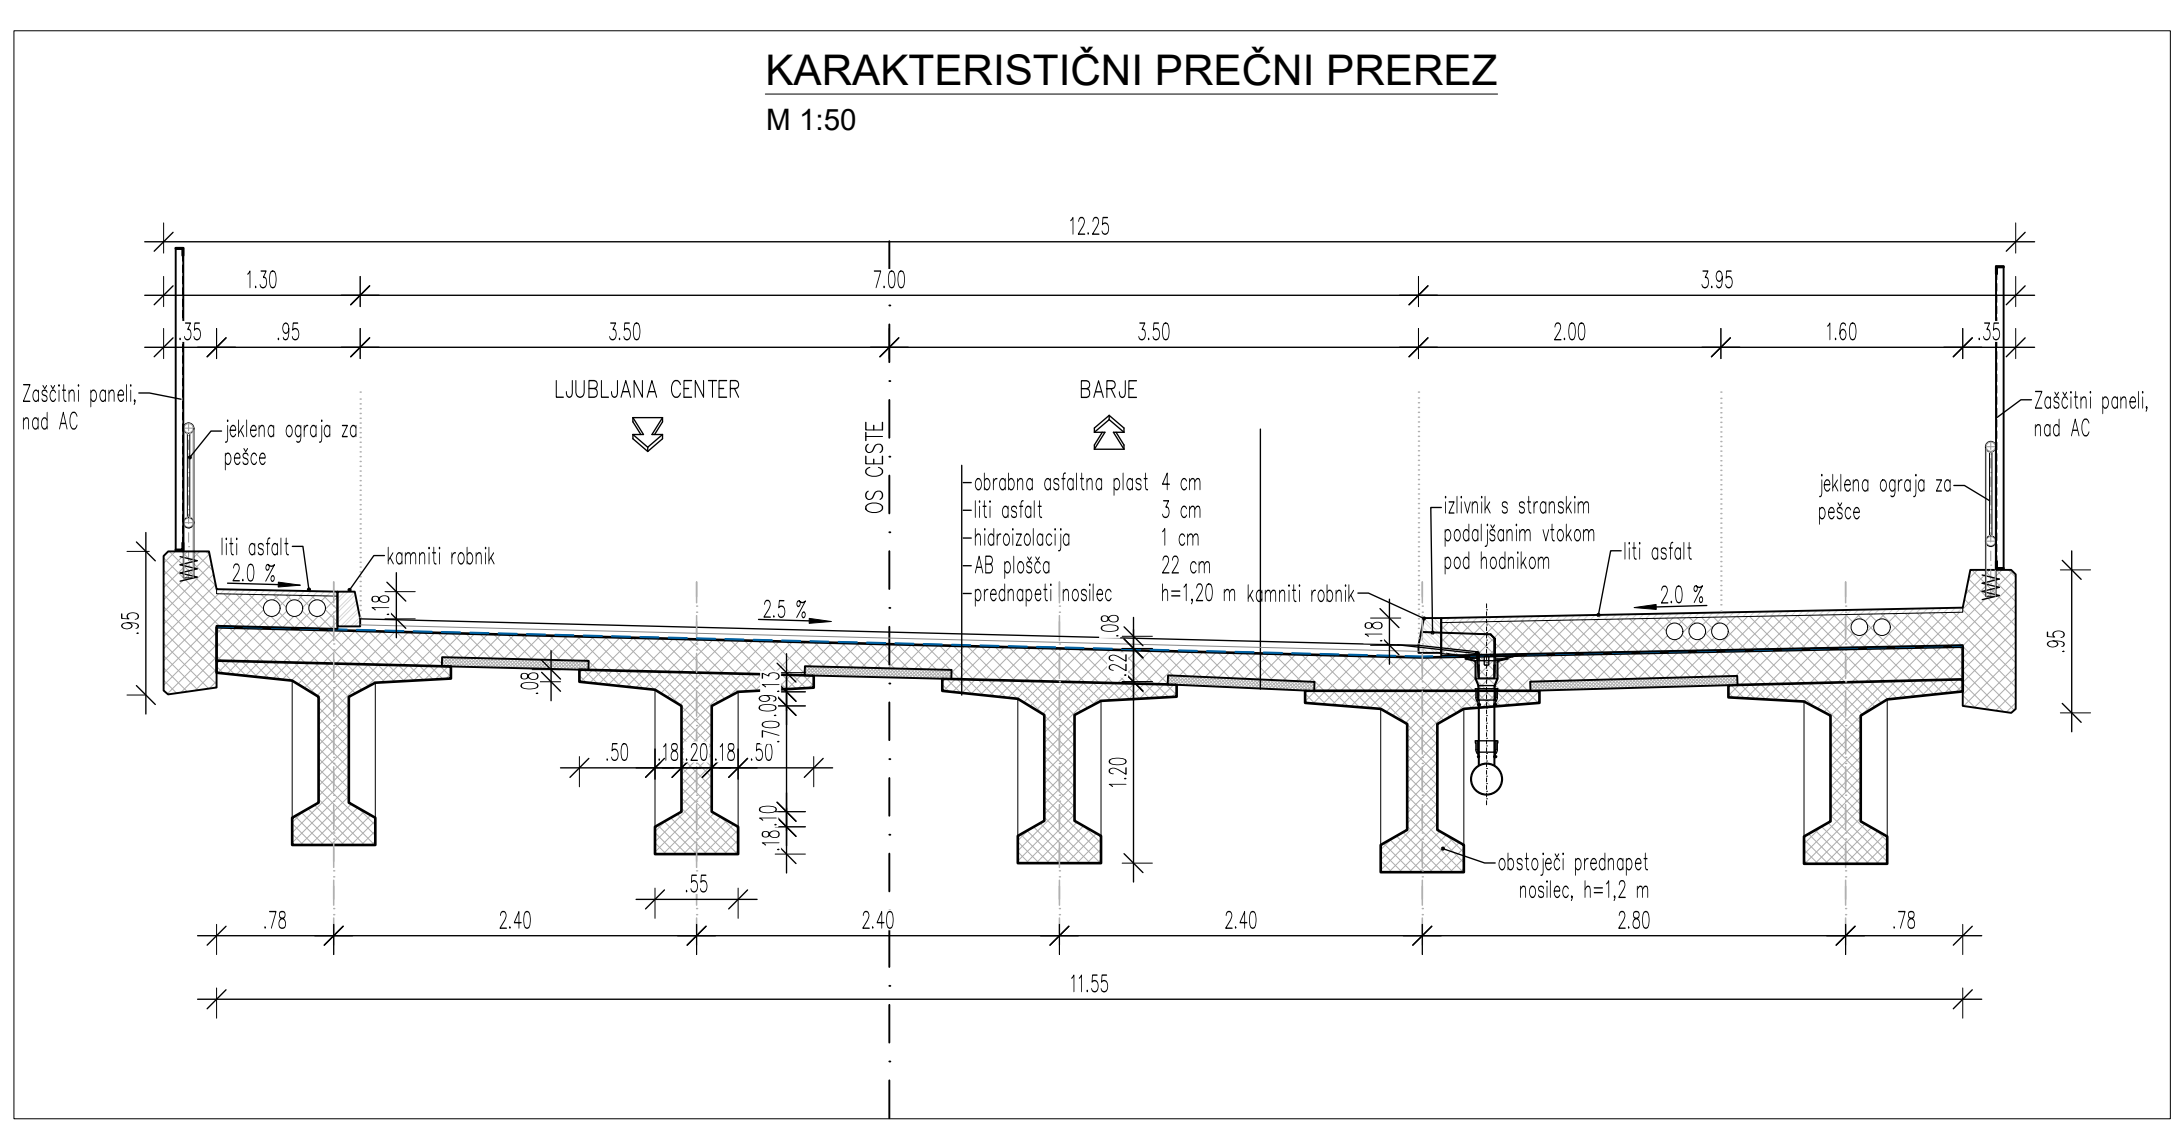 KARAKTERISTIČNI PREČNI PREREZ
M 1:50
12.25
1.30
7.00
3.95
.35
.95
3.50
3.50
2.00
1.60
.35
LJUBLJANA CENTER
BARJE
OS CESTE
Zaščitni paneli,
nad AC
jeklena ograja za
pešce
Zaščitni paneli,
nad AC
jeklena ograja za
pešce
obrabna asfaltna plast 4 cm
liti asfalt 3 cm
hidroizolacija 1 cm
AB plošča 22 cm
prednapeti nosilec h=1,20 m
kamniti robnik
izlivnik s stranskim
podaljšanim vtokom
pod hodnikom
liti asfalt
2.0 %
liti asfalt
2.0 %
kamniti robnik
.18
2.5 %
.08
.18
.95
.95
.22
.08
.13
.09
.70
.50
.18
.20
.18
.50
1.20
.10
.18
.55
obstoječi prednapet
nosilec, h=1,2 m
.78
2.40
2.40
2.40
2.80
.78
11.55